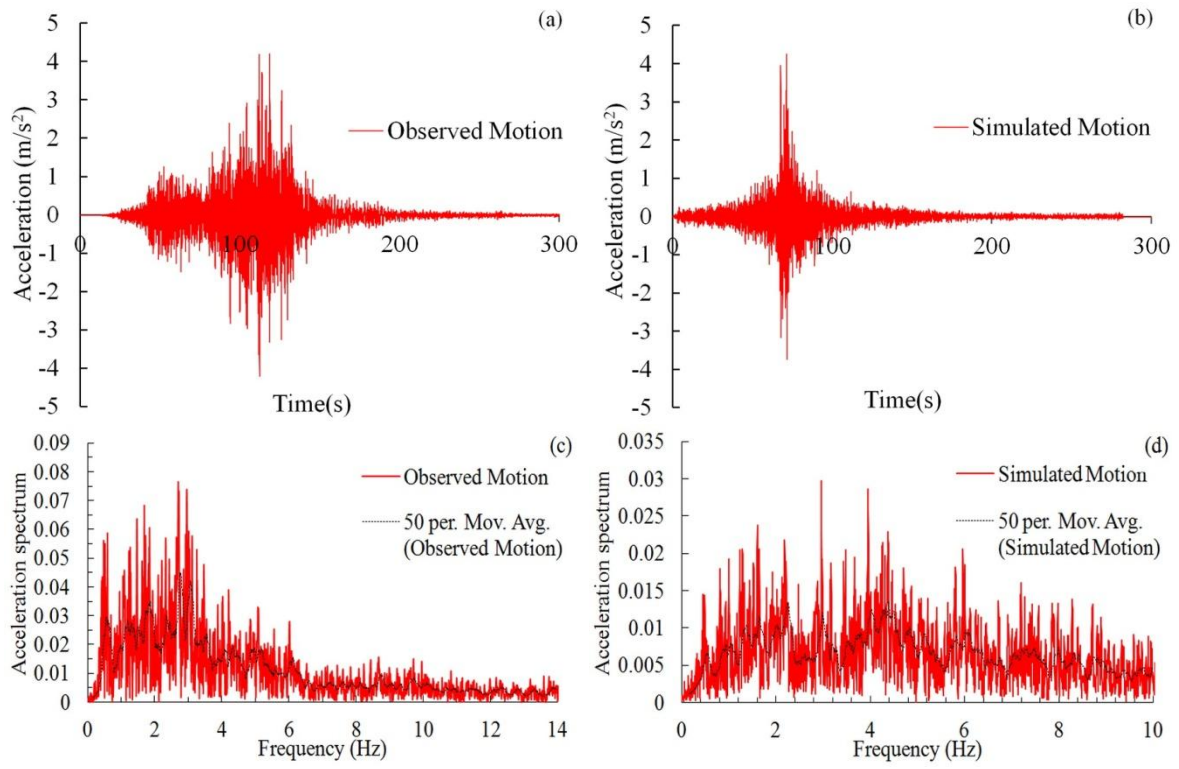 (a)
5
4
3
2
1
0
-1
-2
-3
-4
-5
Acceleration (m/s²)
Observed Motion
0 100 200 300
Time(s)
(b)
5
4
3
2
1
0
-1
-2
-3
-4
-5
Acceleration (m/s²)
Simulated Motion
0 100 200 300
Time(s)
(c)
0.09
0.08
0.07
0.06
0.05
0.04
0.03
0.02
0.01
0
Acceleration spectrum
Observed Motion
50 per. Mov. Avg.
(Observed Motion)
0 2 4 6 8 10 12 14
Frequency (Hz)
(d)
0.035
0.03
0.025
0.02
0.015
0.01
0.005
0
Acceleration spectrum
Simulated Motion
50 per. Mov. Avg.
(Simulated Motion)
0 2 4 6 8 10
Frequency (Hz)